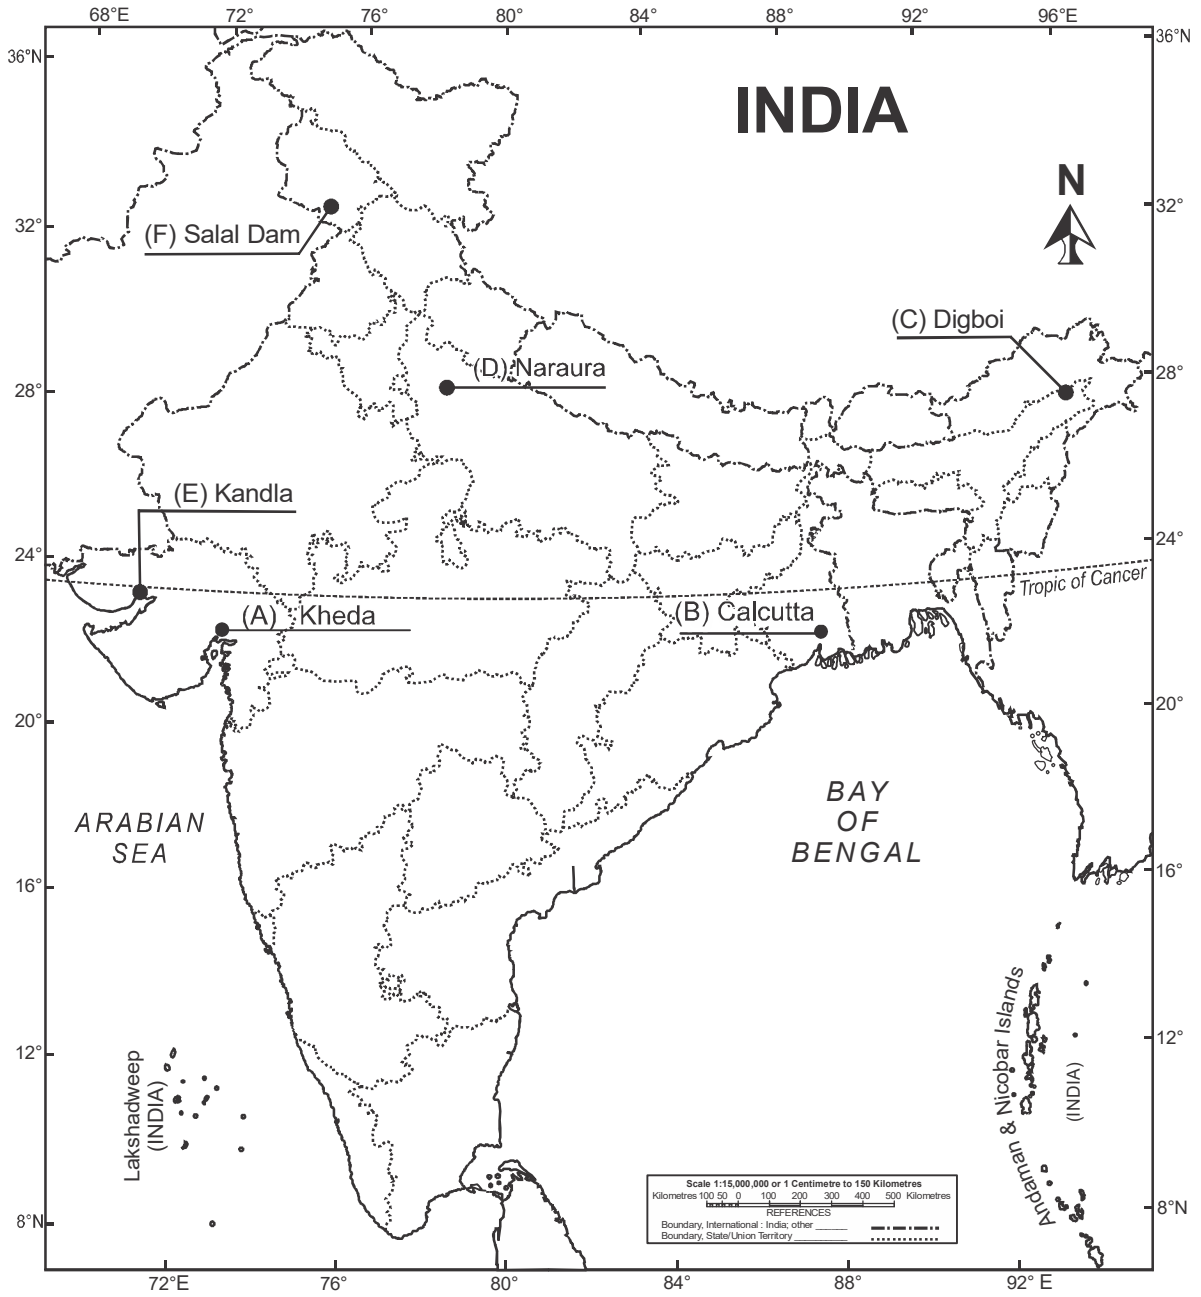 68°E 72° 76° 80° 84° 88° 92° 96°E
36°N
36°N
INDIA
N
32°
32°
(F) Salal Dam
(C) Digboi
(D) Naraura
28°
28°
(E) Kandla
24°
24°
Tropic of Cancer
(A) Kheda
(B) Calcutta
20°
20°
ARABIAN
SEA
BAY
OF
BENGAL
16°
16°
Lakshadweep
(INDIA)
Andaman & Nicobar Islands
(INDIA)
12°
12°
Scale 1:15,000,000 or 1 Centimetre to 150 Kilometres
Kilometres 100 50 0 100 200 300 400 500 Kilometres
REFERENCES
Boundary, International : India; other
Boundary, State/Union Territory
8°N
8°N
72°E 76° 80° 84° 88° 92° E